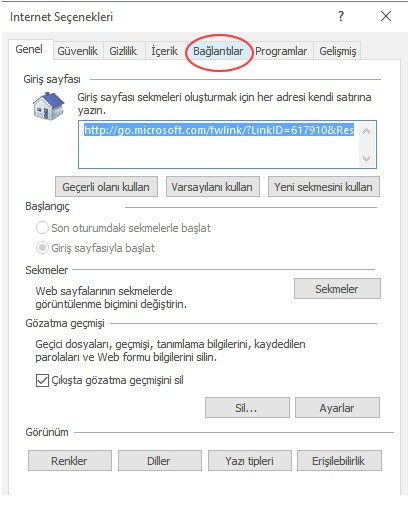 Internet Seçenekleri
?
Genel Güvenlik Gizlilik İçerik Bağlantılar Programlar Gelişmiş
Giriş sayfası
Giriş sayfası sekmeleri oluşturmak için her adresi kendi satırına
yazın.
http://go.microsoft.com/fwlink/?LinkID=617910&Res
Geçerli olanı kullan Varsayılanı kullan Yeni sekmesini kullan
Başlangıç
Son oturumdaki sekmelerle başlat
Giriş sayfasıyla başlat
Sekmeler
Web sayfalarının sekmelerde
görüntülenme biçimini değiştirin.
Sekmeler
Gözatma geçmişi
Geçici dosyaları, geçmişi, tanımlama bilgilerini, kaydedilen
parolaları ve Web formu bilgilerini silin.
Çıkışta gözatma geçmişini sil
Sil... Ayarlar
Görünüm
Renkler Diller Yazı tipleri Erişilebilirlik